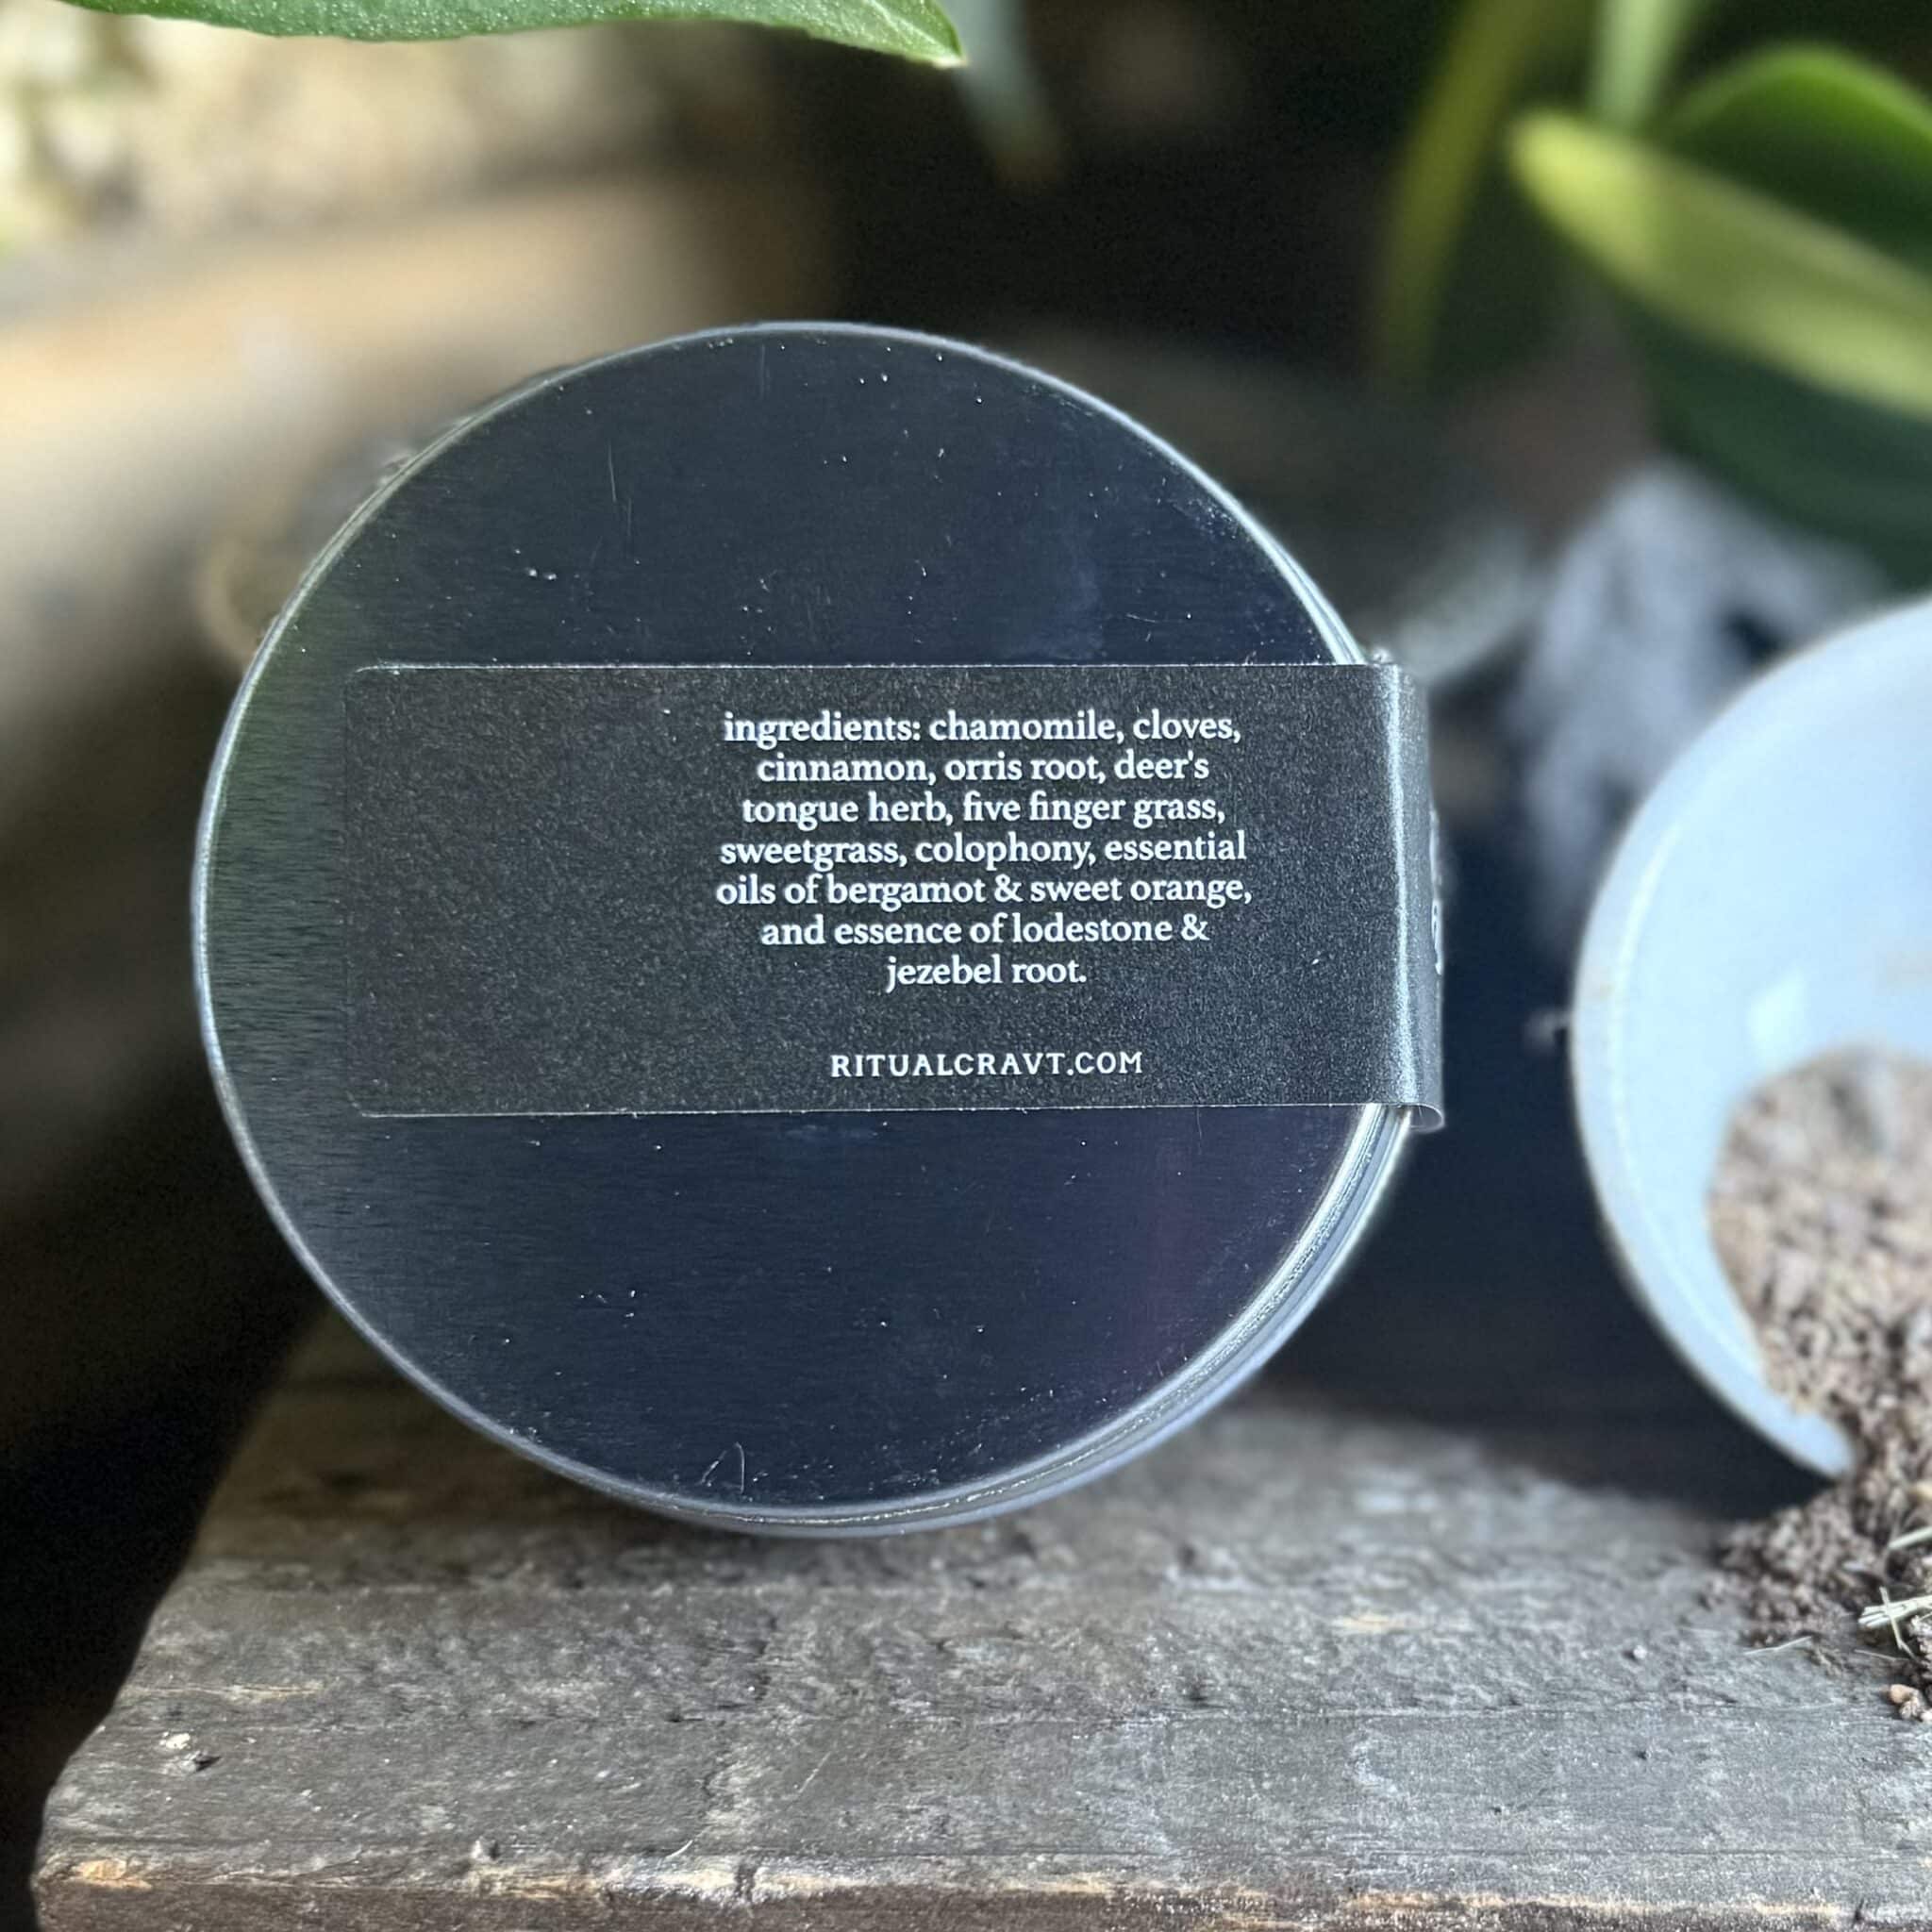 ingredients: chamomile, cloves,
cinnamon, orris root, deer's
tongue herb, five finger grass,
sweetgrass, colophony, essential
oils of bergamot & sweet orange,
and essence of lodestone &
jezebel root.
RITUALCRAVT.COM